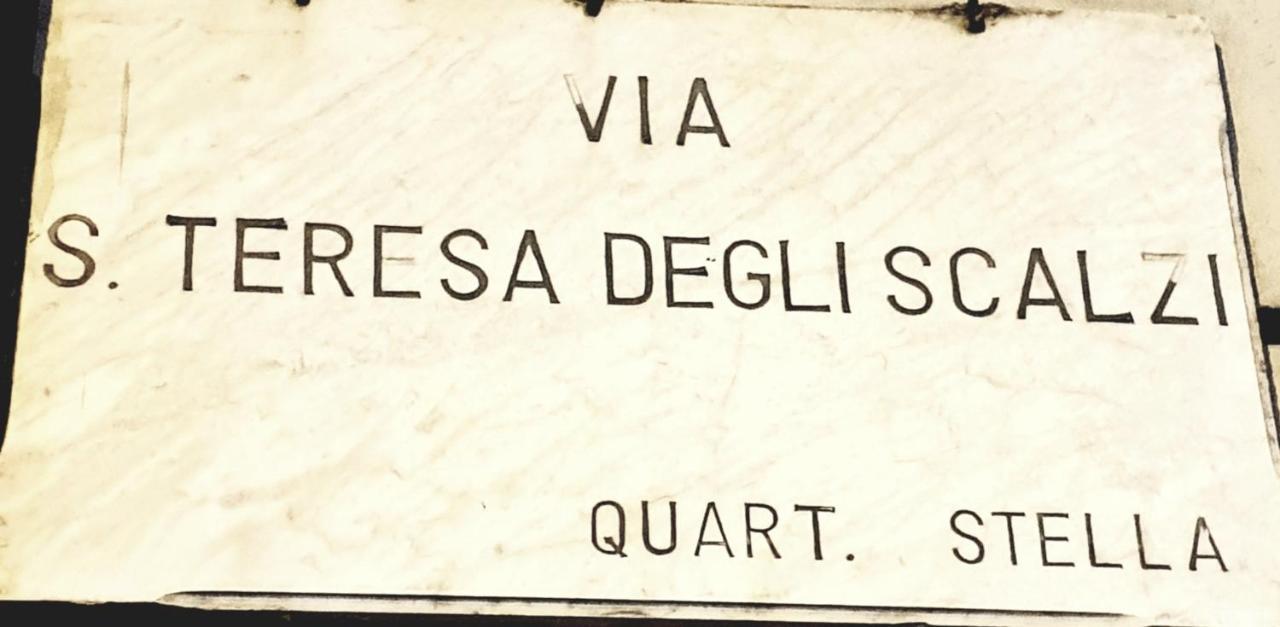 VIA
S. TERESA DEGLI SCALZI
QUART. STELLA